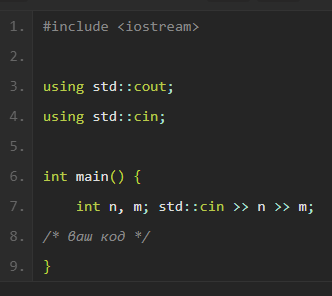 1. #include <iostream>
2.
3. using std::cout;
4. using std::cin;
5.
6. int main() {
7.     int n, m; std::cin >> n >> m;
8. /* ваш код */
9. }